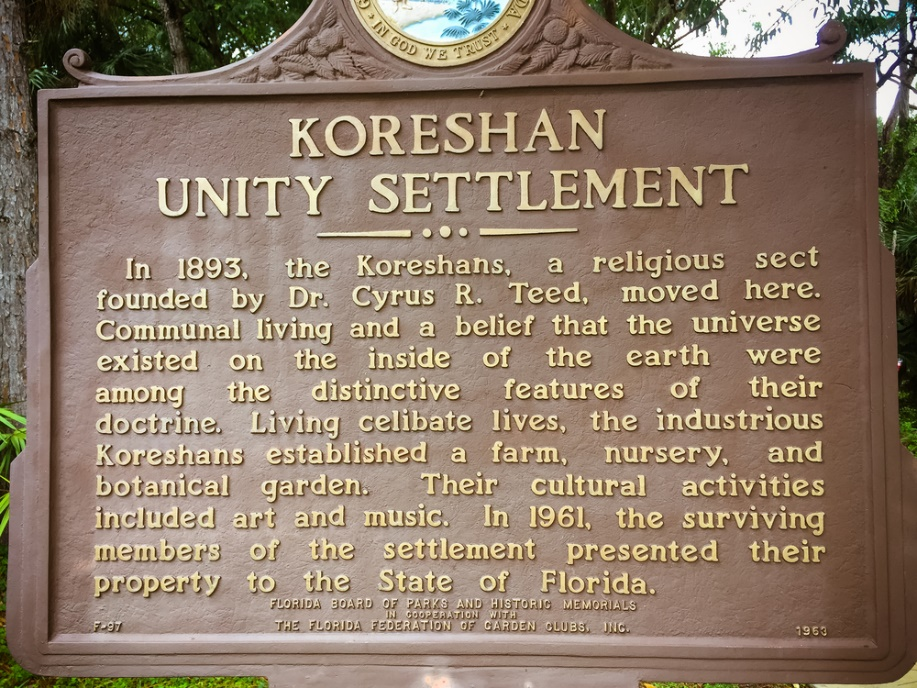 IN GOD WE TRUST
KORESHAN
UNITY SETTLEMENT
In 1893, the Koreshans, a religious sect
founded by Dr. Cyrus R. Teed, moved here.
Communal living and a belief that the universe
existed on the inside of the earth were
among the distinctive features of their
doctrine. Living celibate lives, the industrious
Koreshans established a farm, nursery, and
botanical garden. Their cultural activities
included art and music. In 1961, the surviving
members of the settlement presented their
property to the State of Florida.
FLORIDA BOARD OF PARKS AND HISTORIC MEMORIALS
IN COOPERATION WITH
F-97 THE FLORIDA FEDERATION OF GARDEN CLUBS, INC. 1963